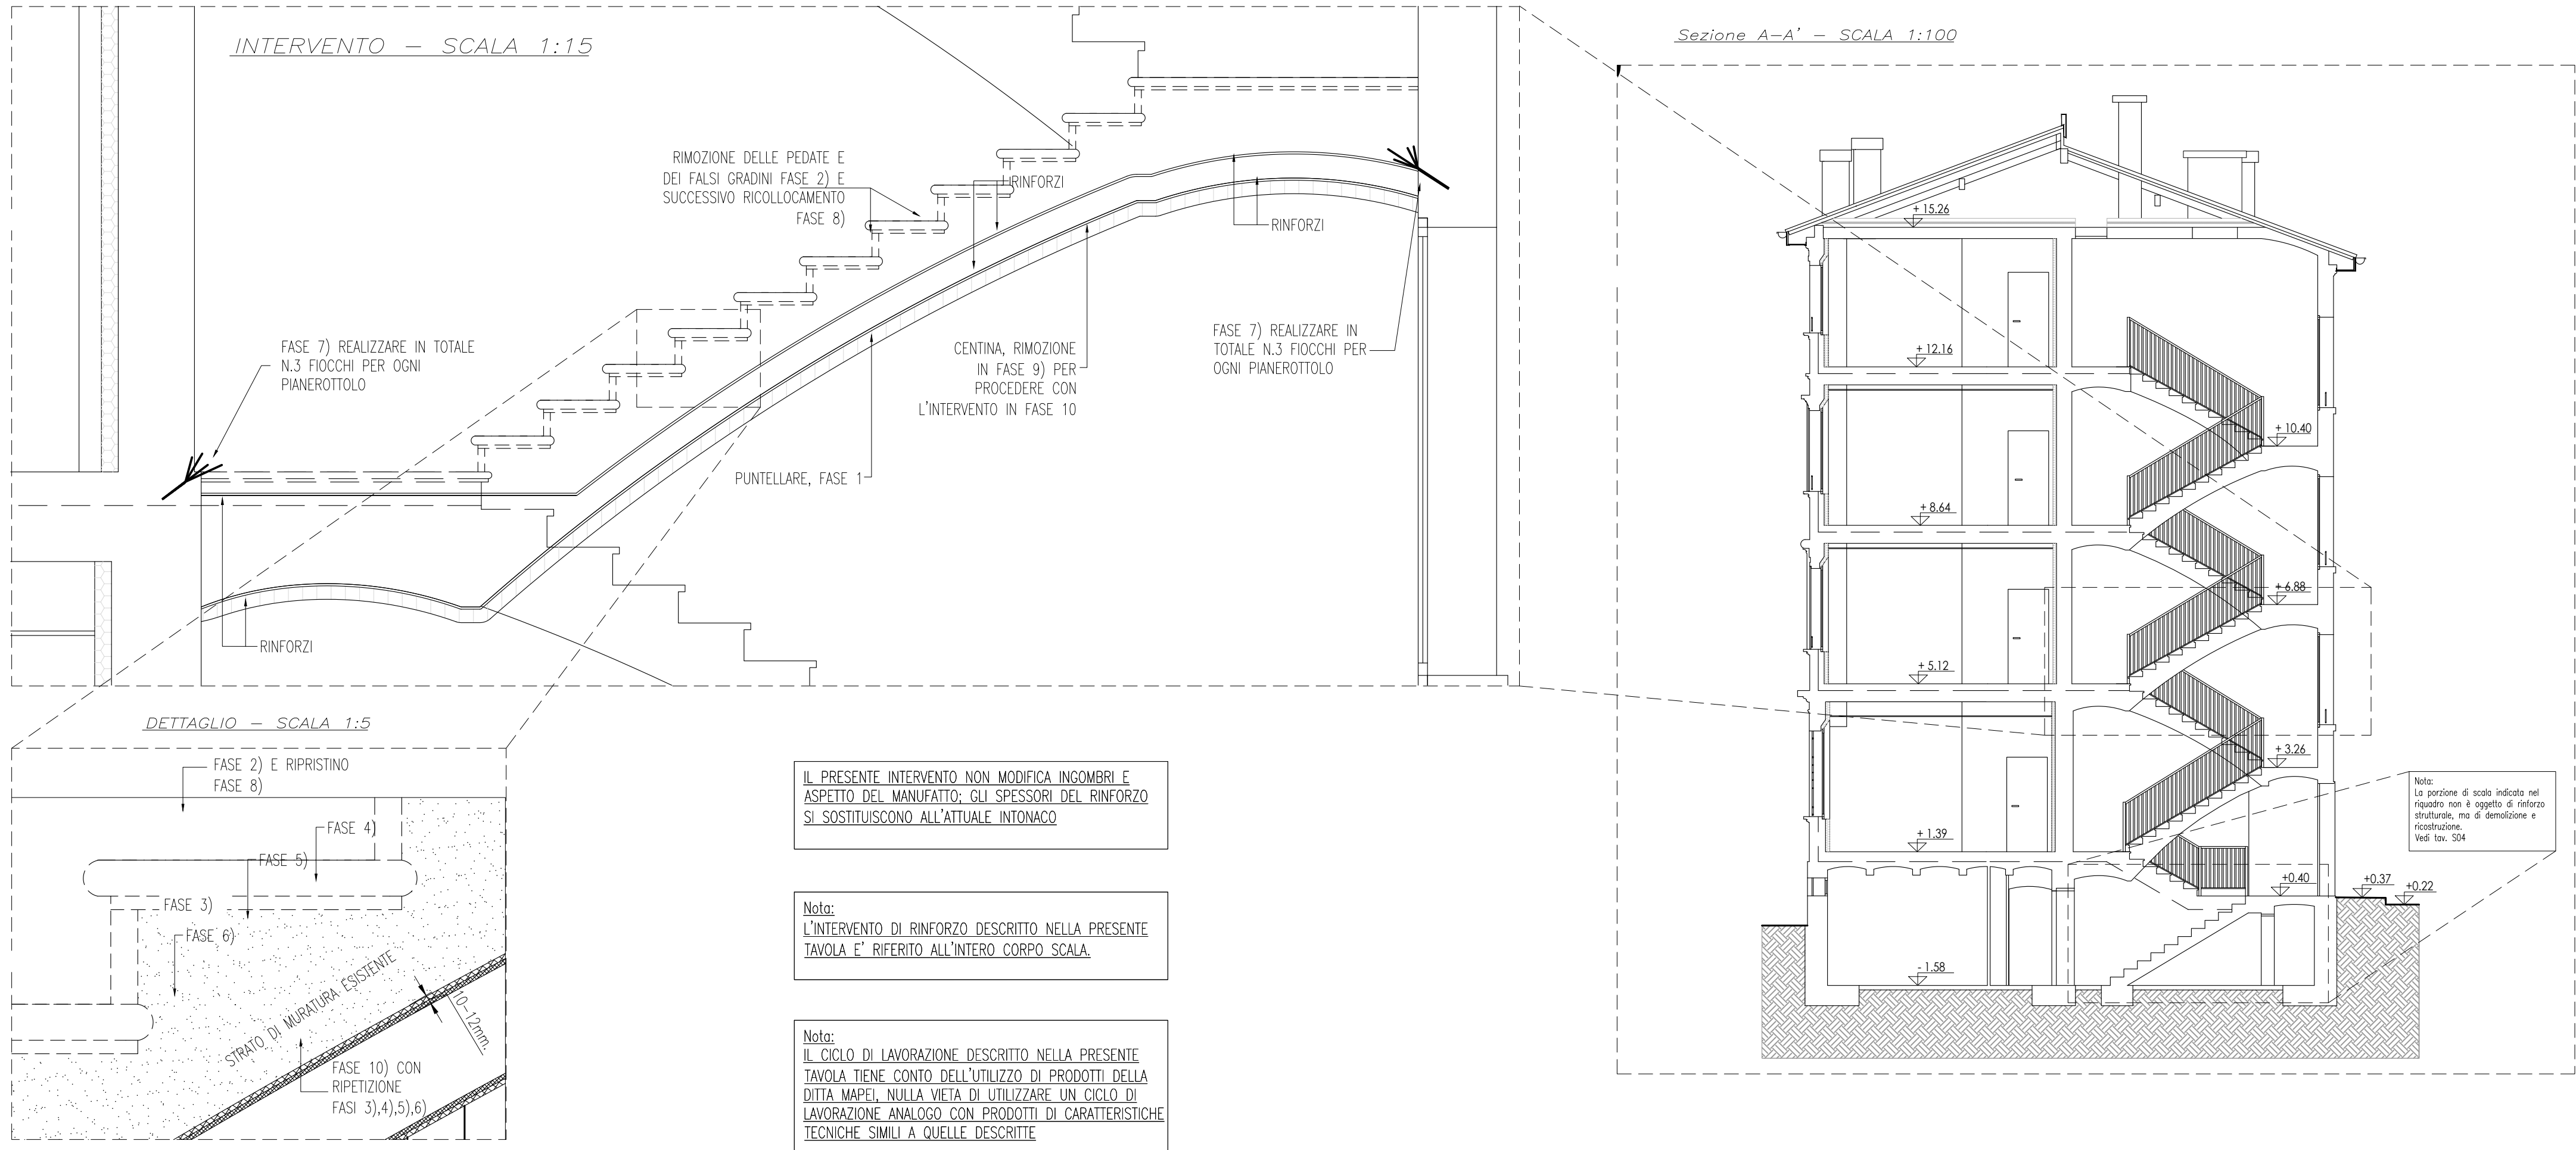 INTERVENTO – SCALA 1:15
RIMOZIONE DELLE PEDATE E
DEI FALSI GRADINI FASE 2) E
SUCCESSIVO RICOLLOCAMENTO
FASE 8)
RINFORZI
RINFORZI
FASE 7) REALIZZARE IN TOTALE
N.3 FIOCCHI PER OGNI
PIANEROTTOLO
CENTINA, RIMOZIONE
IN FASE 9) PER
PROCEDERE CON
L'INTERVENTO IN FASE 10
FASE 7) REALIZZARE IN
TOTALE N.3 FIOCCHI PER
OGNI PIANEROTTOLO
PUNTELLARE, FASE 1
RINFORZI
DETTAGLIO – SCALA 1:5
FASE 2) E RIPRISTINO
FASE 8)
FASE 4)
FASE 5)
FASE 3)
FASE 6)
STRATO DI MURATURA ESISTENTE
10-12mm.
FASE 10) CON
RIPETIZIONE
FASI 3),4),5),6)
IL PRESENTE INTERVENTO NON MODIFICA INGOMBRI E
ASPETTO DEL MANUFATTO; GLI SPESSORI DEL RINFORZO
SI SOSTITUISCONO ALL'ATTUALE INTONACO
Nota:
L'INTERVENTO DI RINFORZO DESCRITTO NELLA PRESENTE
TAVOLA E' RIFERITO ALL'INTERO CORPO SCALA.
Nota:
IL CICLO DI LAVORAZIONE DESCRITTO NELLA PRESENTE
TAVOLA TIENE CONTO DELL'UTILIZZO DI PRODOTTI DELLA
DITTA MAPEI, NULLA VIETA DI UTILIZZARE UN CICLO DI
LAVORAZIONE ANALOGO CON PRODOTTI DI CARATTERISTICHE
TECNICHE SIMILI A QUELLE DESCRITTE
Sezione A-A' – SCALA 1:100
+ 15.26
+ 12.16
+ 10.40
+ 8.64
+ 6.88
+ 5.12
+ 3.26
+ 1.39
+0.40
+0.37
+0.22
- 1.58
Nota:
La porzione di scala indicata nel
riquadro non è oggetto di rinforzo
strutturale, ma di demolizione e
ricostruzione.
Vedi tav. S04